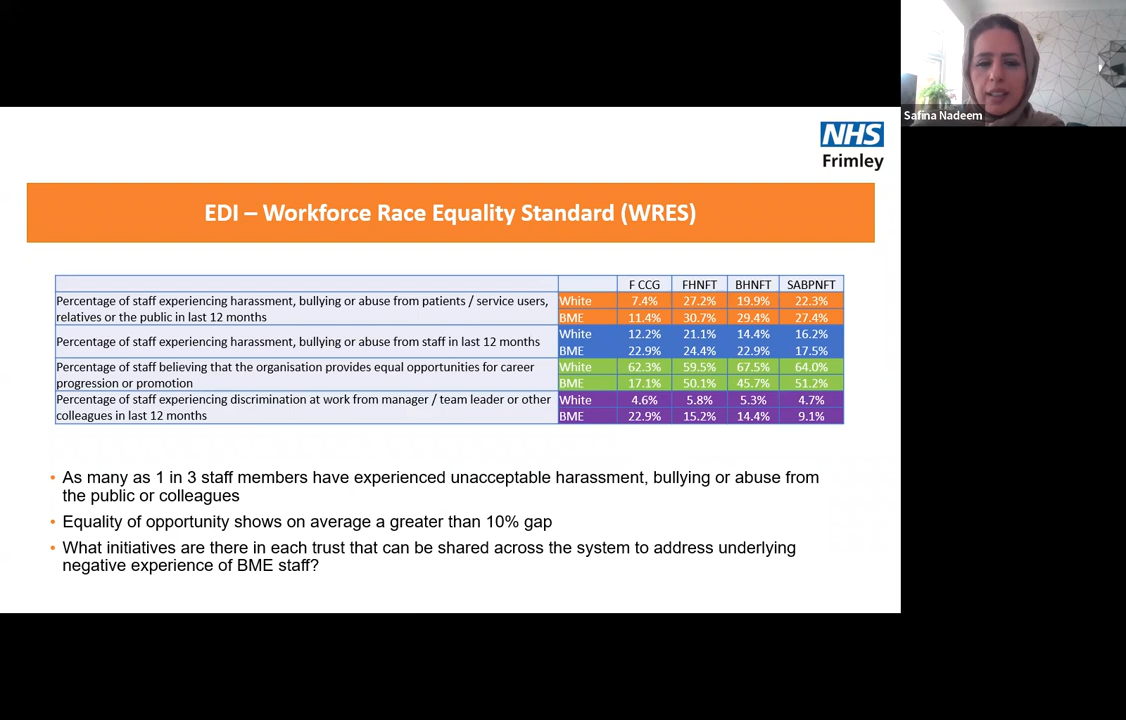 Safina Nadeem
NHS
Frimley
EDI – Workforce Race Equality Standard (WRES)
F CCG FHNFT BHNFT SABPNFT
Percentage of staff experiencing harassment, bullying or abuse from patients / service users, White 7.4% 27.2% 19.9% 22.3%
relatives or the public in last 12 months BME 11.4% 30.7% 29.4% 27.4%
White 12.2% 21.1% 14.4% 16.2%
Percentage of staff experiencing harassment, bullying or abuse from staff in last 12 months
BME 22.9% 24.4% 22.9% 17.5%
Percentage of staff believing that the organisation provides equal opportunities for career White 62.3% 59.5% 67.5% 64.0%
progression or promotion BME 17.1% 50.1% 45.7% 51.2%
Percentage of staff experiencing discrimination at work from manager / team leader or other White 4.6% 5.8% 5.3% 4.7%
colleagues in last 12 months BME 22.9% 15.2% 14.4% 9.1%
• As many as 1 in 3 staff members have experienced unacceptable harassment, bullying or abuse from
the public or colleagues
• Equality of opportunity shows on average a greater than 10% gap
• What initiatives are there in each trust that can be shared across the system to address underlying
negative experience of BME staff?